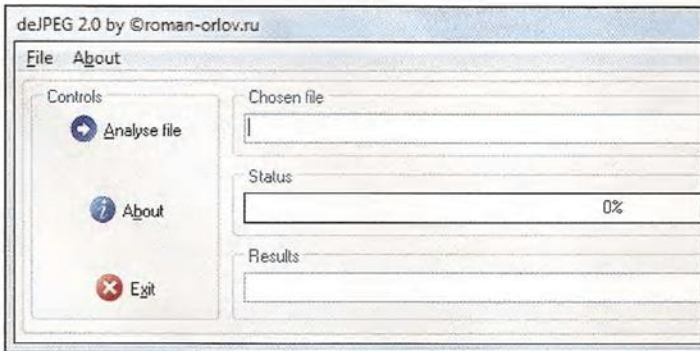 deJPEG 2.0 by ©roman-orlov.ru
File About
Controls
Analyse file
About
Exit
Chosen file
Status
0%
Results